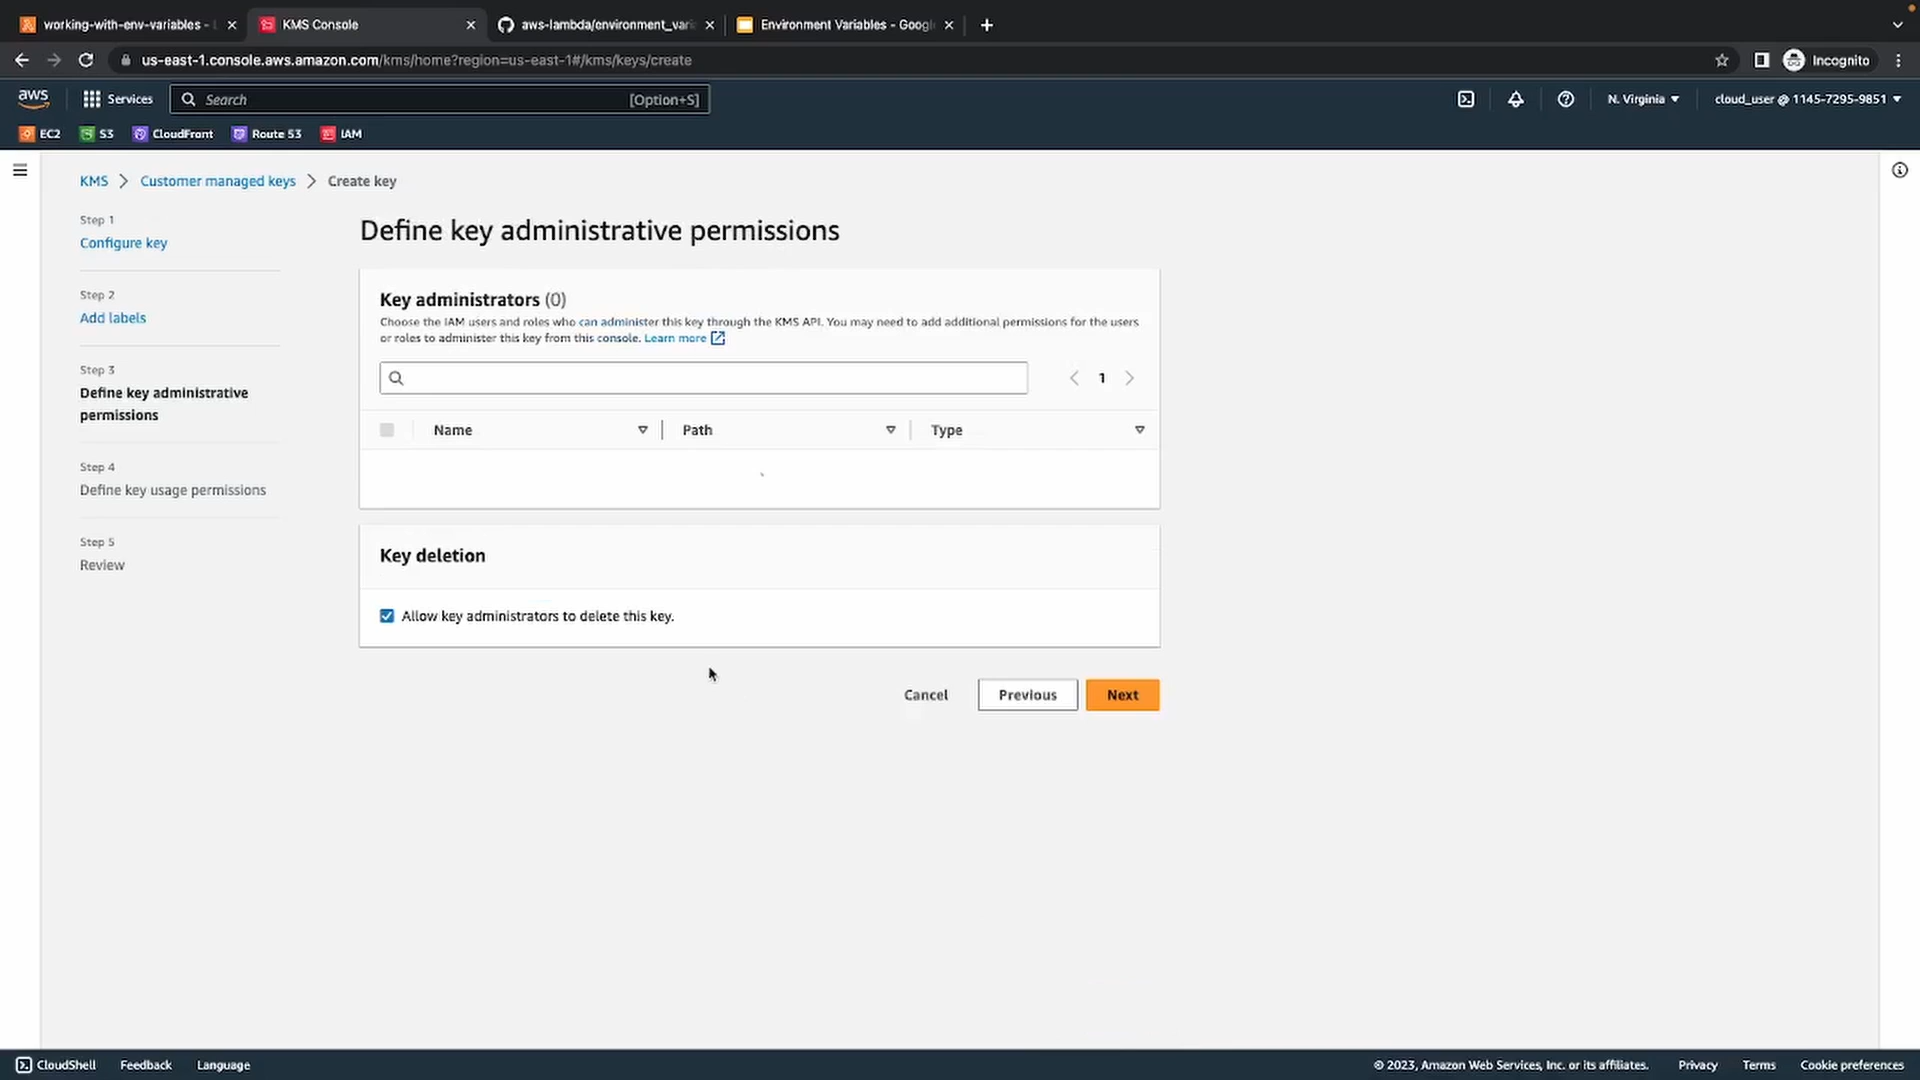 working-with-env-variables -
KMS Console
aws-lambda/environment_vari
Environment Variables - Googl
us-east-1.console.aws.amazon.com/kms/home?region=us-east-1#/kms/keys/create
Incognito
aws
Services
Search
[Option+S]
N. Virginia
cloud_user @ 1145-7295-9851
EC2
S3
CloudFront
Route 53
IAM
KMS > Customer managed keys > Create key
Step 1
Configure key
Step 2
Add labels
Step 3
Define key administrative
permissions
Step 4
Define key usage permissions
Step 5
Review
Define key administrative permissions
Key administrators (0)
Choose the IAM users and roles who can administer this key through the KMS API. You may need to add additional permissions for the users
or roles to administer this key from this console. Learn more
1
Name
Path
Type
Key deletion
Allow key administrators to delete this key.
Cancel
Previous
Next
CloudShell
Feedback
Language
© 2023, Amazon Web Services, Inc. or its affiliates.
Privacy
Terms
Cookie preferences